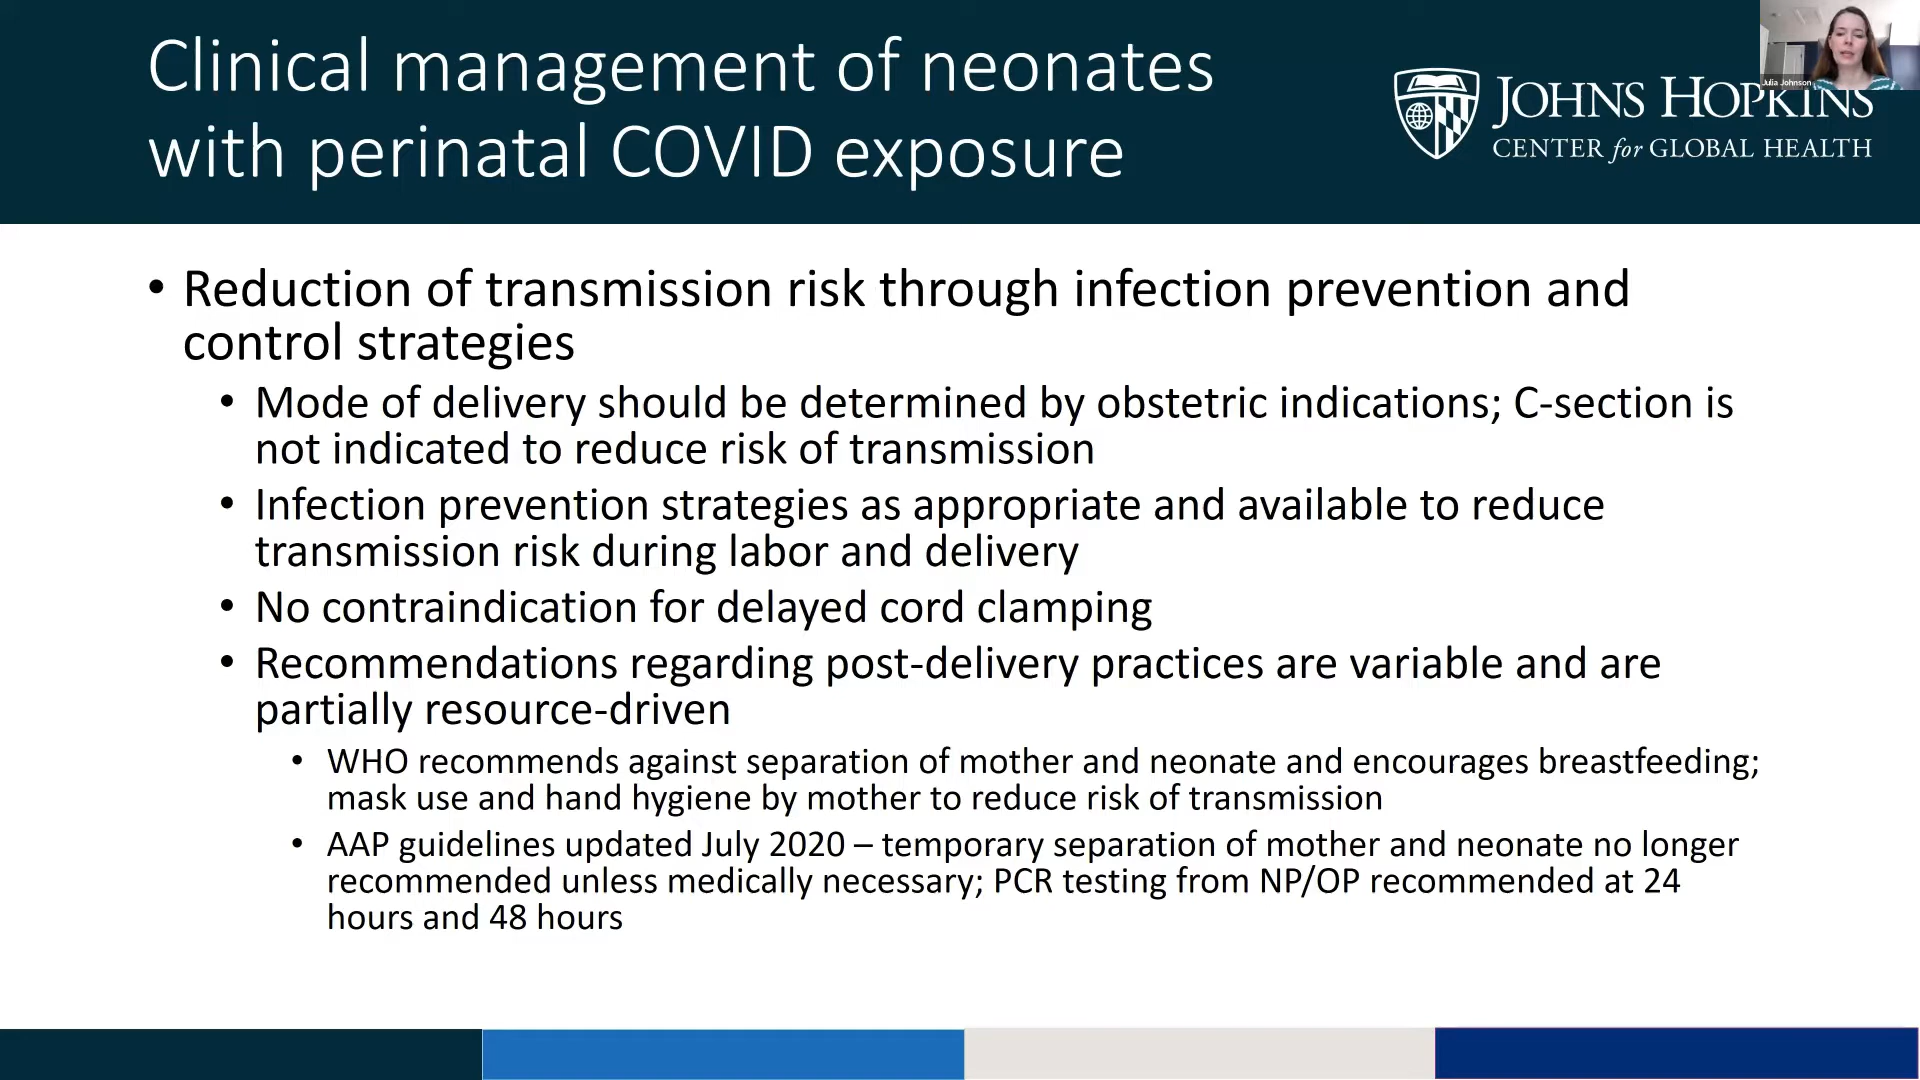 Clinical management of neonates
with perinatal COVID exposure
Julia Johnson
JOHNS HOPKINS
CENTER for GLOBAL HEALTH
• Reduction of transmission risk through infection prevention and
control strategies
• Mode of delivery should be determined by obstetric indications; C-section is
not indicated to reduce risk of transmission
• Infection prevention strategies as appropriate and available to reduce
transmission risk during labor and delivery
• No contraindication for delayed cord clamping
• Recommendations regarding post-delivery practices are variable and are
partially resource-driven
• WHO recommends against separation of mother and neonate and encourages breastfeeding;
mask use and hand hygiene by mother to reduce risk of transmission
• AAP guidelines updated July 2020 – temporary separation of mother and neonate no longer
recommended unless medically necessary; PCR testing from NP/OP recommended at 24
hours and 48 hours